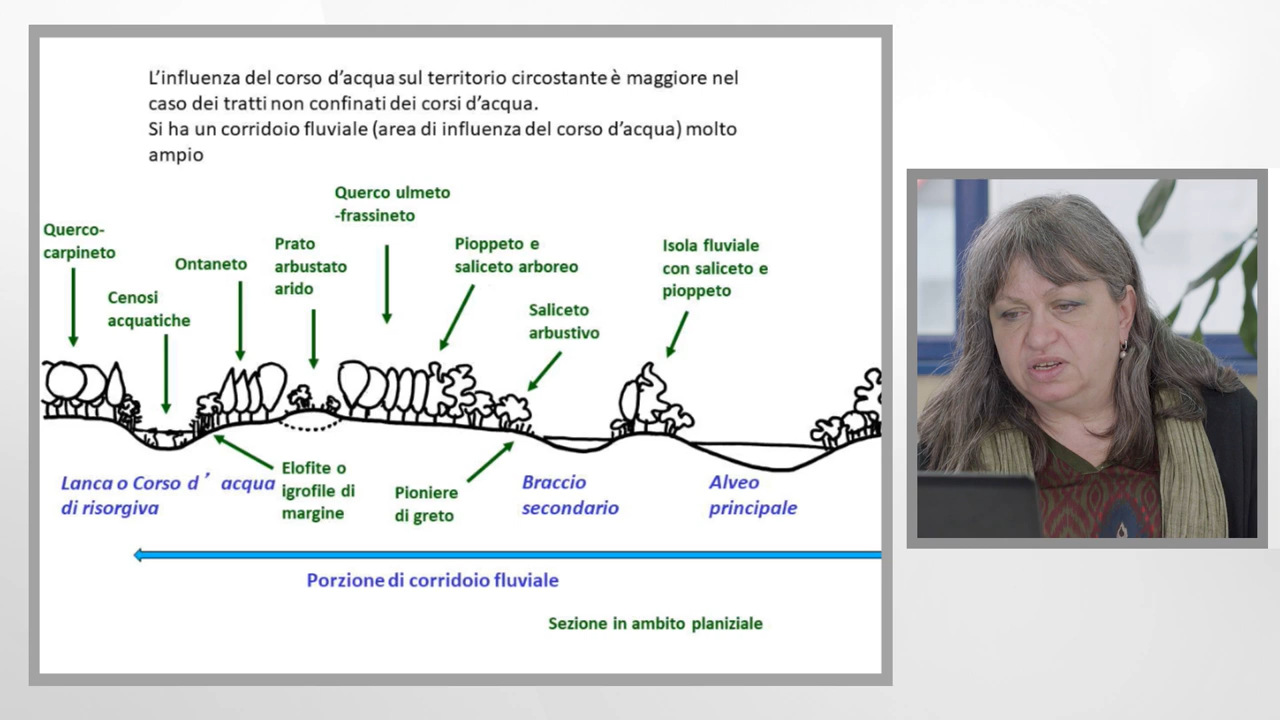 L'influenza del corso d'acqua sul territorio circostante è maggiore nel
caso dei tratti non confinati dei corsi d'acqua.
Si ha un corridoio fluviale (area di influenza del corso d'acqua) molto
ampio
Querco-
carpineto
Cenosi
acquatiche
Ontaneto
Prato
arbustato
arido
Querco ulmeto
-frassineto
Pioppeto e
saliceto arboreo
Saliceto
arbustivo
Isola fluviale
con saliceto e
pioppeto
Lanca o Corso d ’ acqua
di risorgiva
Elofite o
igrofile di
margine
Pioniere
di greto
Braccio
secondario
Alveo
principale
Porzione di corridoio fluviale
Sezione in ambito planiziale